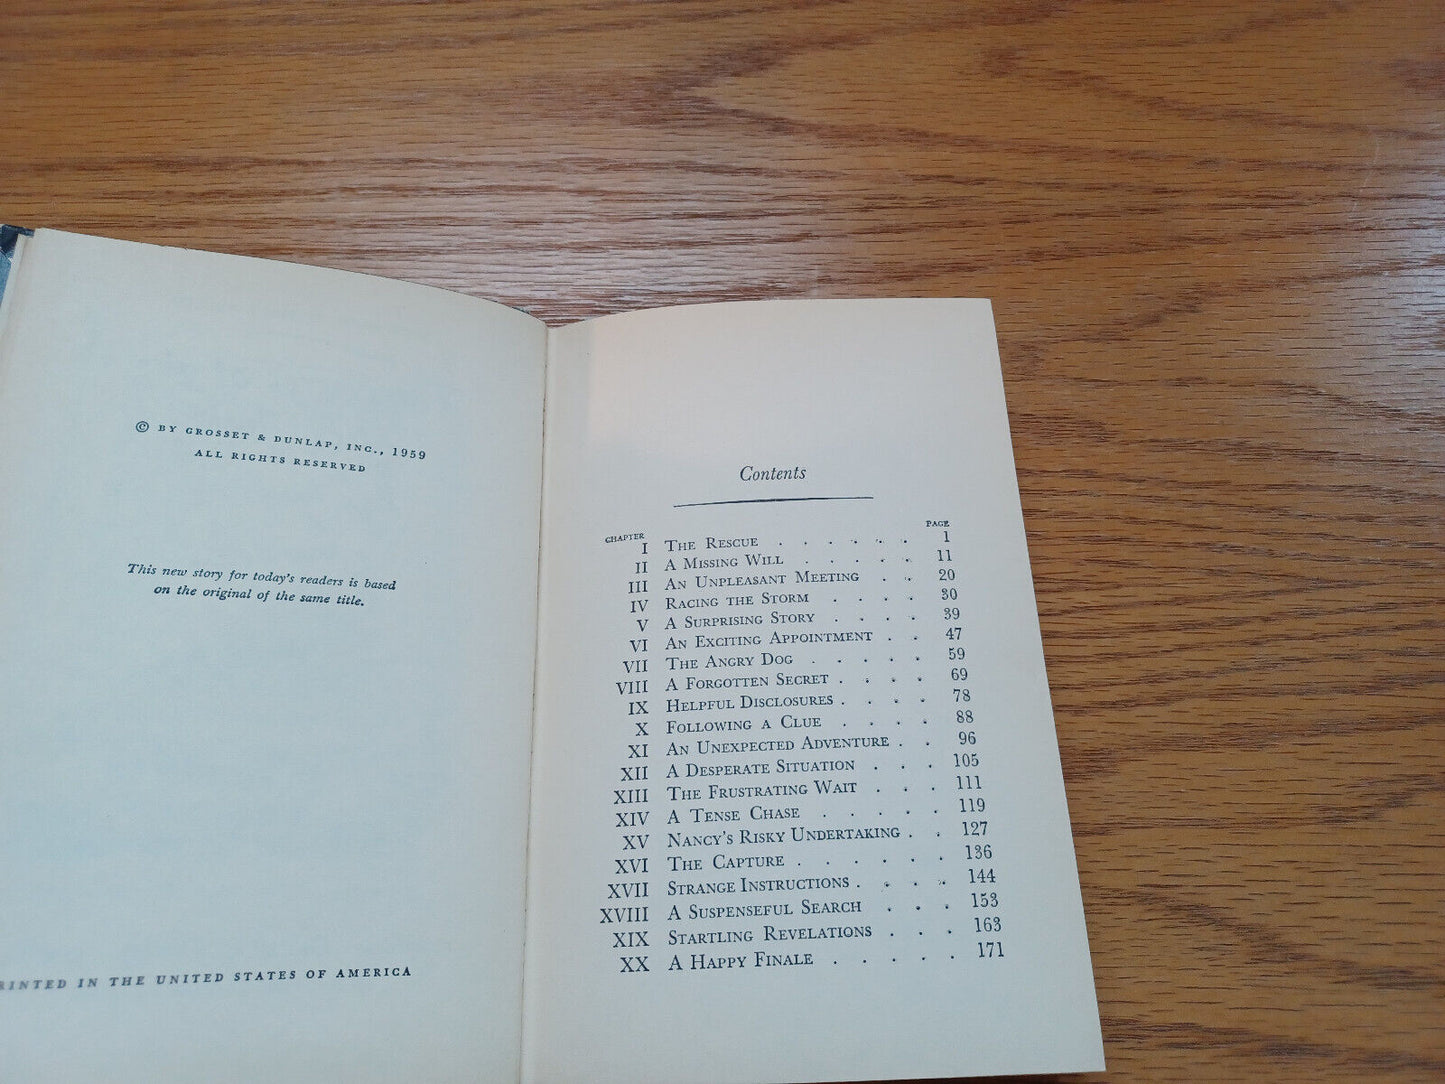 © BY GROSSET & DUNLAP, INC., 1959
ALL RIGHTS RESERVED
This new story for today's readers is based
on the original of the same title.
RINTED IN THE UNITED STATES OF AMERICA
Contents
CHAPTER PAGE
I THE RESCUE . . . . . . 1
II A MISSING WILL . . . . . 11
III AN UNPLEASANT MEETING . . . 20
IV RACING THE STORM . . . . 30
V A SURPRISING STORY . . . . 39
VI AN EXCITING APPOINTMENT . . 47
VII THE ANGRY DOG . . . . . 59
VIII A FORGOTTEN SECRET . . . . 69
IX HELPFUL DISCLOSURES . . . . 78
X FOLLOWING A CLUE . . . . 88
XI AN UNEXPECTED ADVENTURE . . 96
XII A DESPERATE SITUATION . . . 105
XIII THE FRUSTRATING WAIT . . . 111
XIV A TENSE CHASE . . . . . 119
XV NANCY'S RISKY UNDERTAKING . . 127
XVI THE CAPTURE . . . . . . 136
XVII STRANGE INSTRUCTIONS . . . . 144
XVIII A SUSPENSEFUL SEARCH . . . 153
XIX STARTLING REVELATIONS . . . 163
XX A HAPPY FINALE . . . . . 171